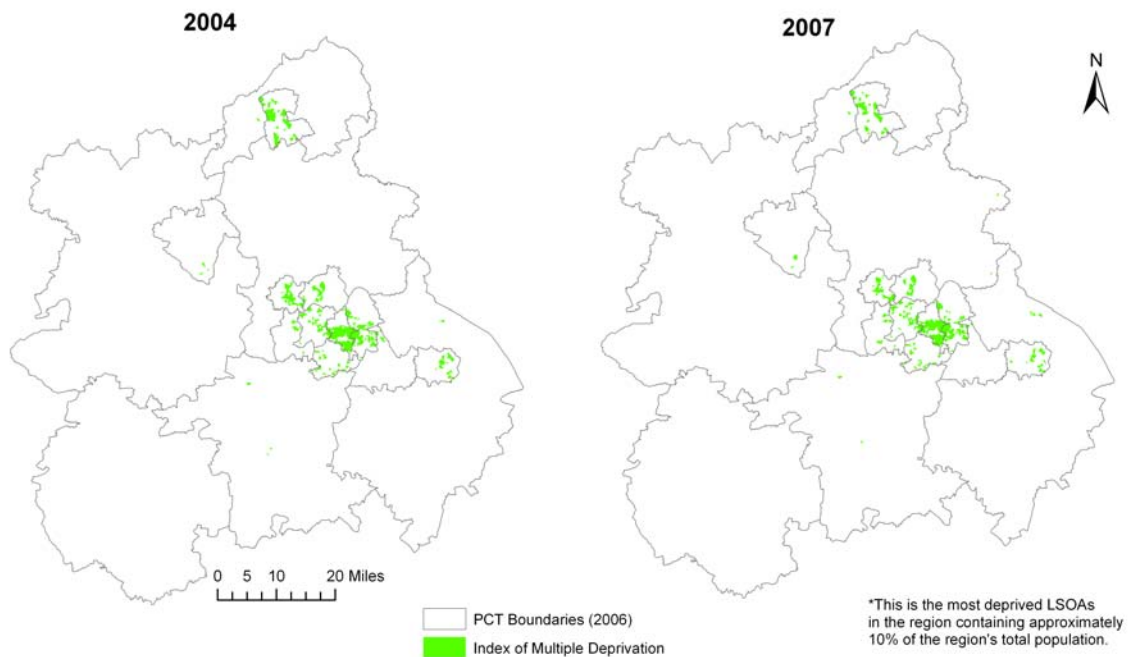 2004
2007
N
0 5 10 20 Miles
PCT Boundaries (2006)
Index of Multiple Deprivation
*This is the most deprived LSOAs
in the region containing approximately
10% of the region's total population.